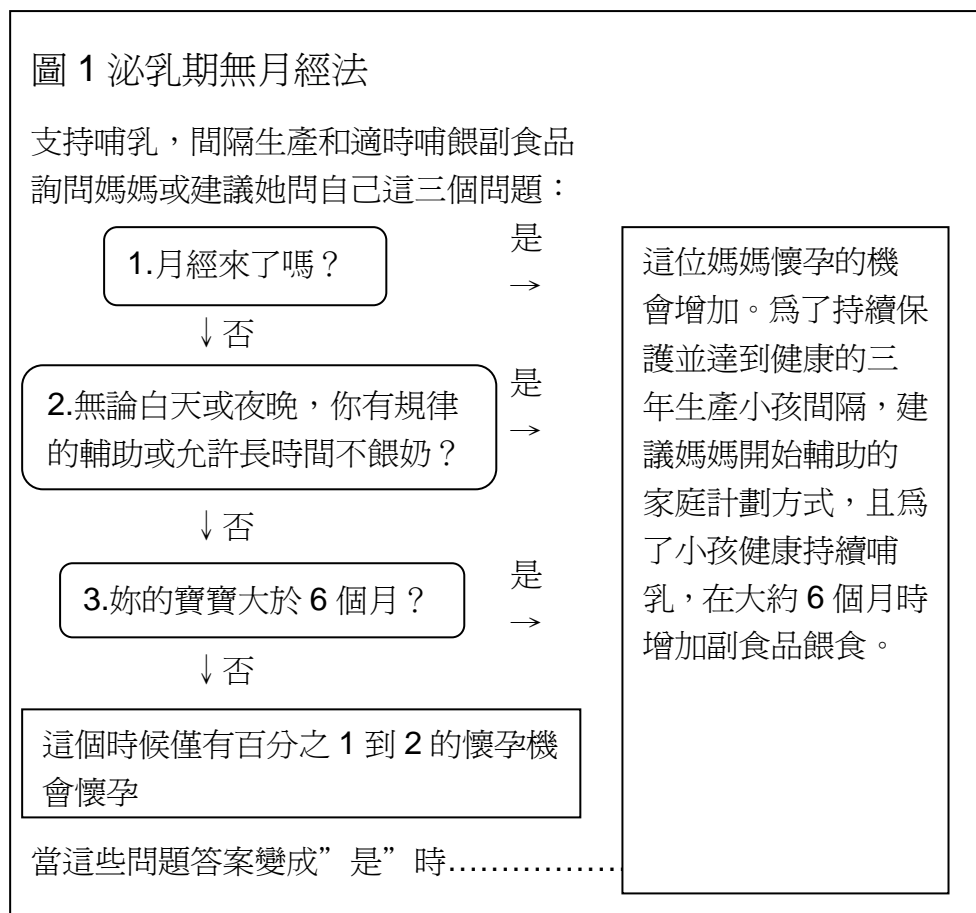 圖 1 泌乳期無月經法
支持哺乳，間隔生產和適時哺餵副食品
詢問媽媽或建議她問自己這三個問題：
1.月經來了嗎？
是
→
↓否
2.無論白天或夜晚，你有規律
的輔助或允許長時間不餵奶？
是
→
↓否
3.妳的寶寶大於 6 個月？
是
→
↓否
這個時候僅有百分之 1 到 2 的懷孕機
會懷孕
當這些問題答案變成”是”時………………
這位媽媽懷孕的機
會增加。爲了持續保
護並達到健康的三
年生產小孩間隔，建
議媽媽開始輔助的
家庭計劃方式，且爲
了小孩健康持續哺
乳，在大約 6 個月時
增加副食品餵食。